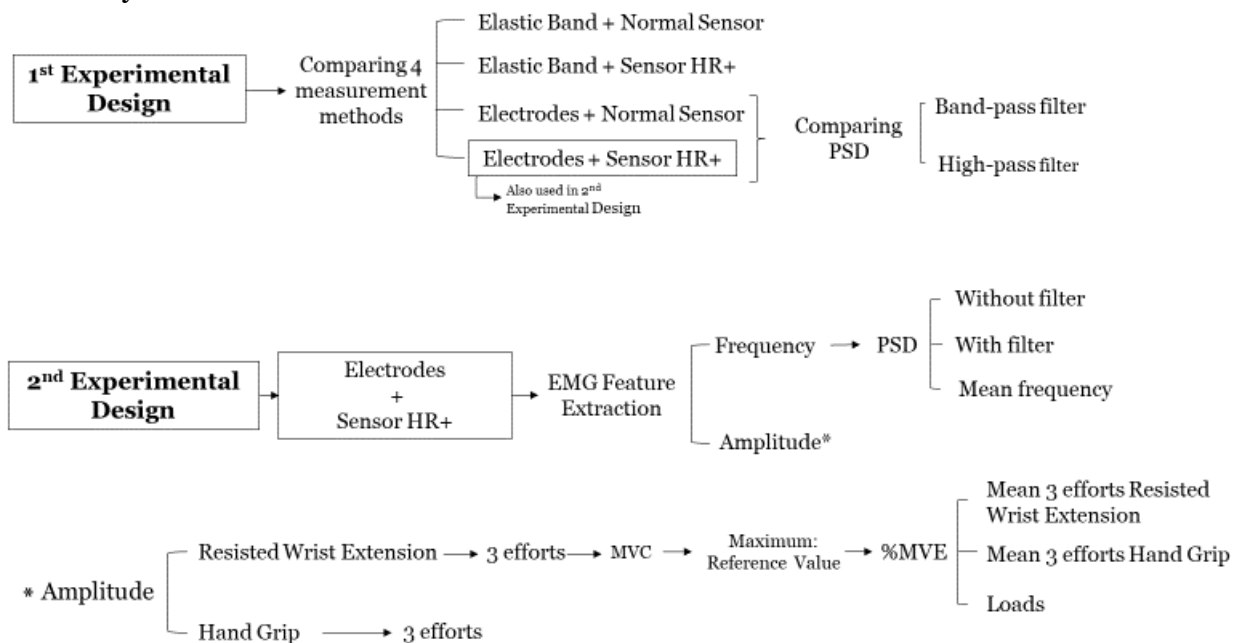 Elastic Band + Normal Sensor
1st Experimental
Design
Comparing 4
measurement
methods
Elastic Band + Sensor HR+
Electrodes + Normal Sensor
Electrodes + Sensor HR+
Also used in 2nd
Experimental Design
Comparing
PSD
Band-pass filter
High-pass filter
2nd Experimental
Design
Electrodes
+
Sensor HR+
EMG Feature
Extraction
Frequency
PSD
Without filter
With filter
Mean frequency
Amplitude*
* Amplitude
Resisted Wrist Extension
3 efforts
MVC
Maximum:
Reference Value
%MVE
Mean 3 efforts Resisted
Wrist Extension
Mean 3 efforts Hand Grip
Loads
Hand Grip
3 efforts